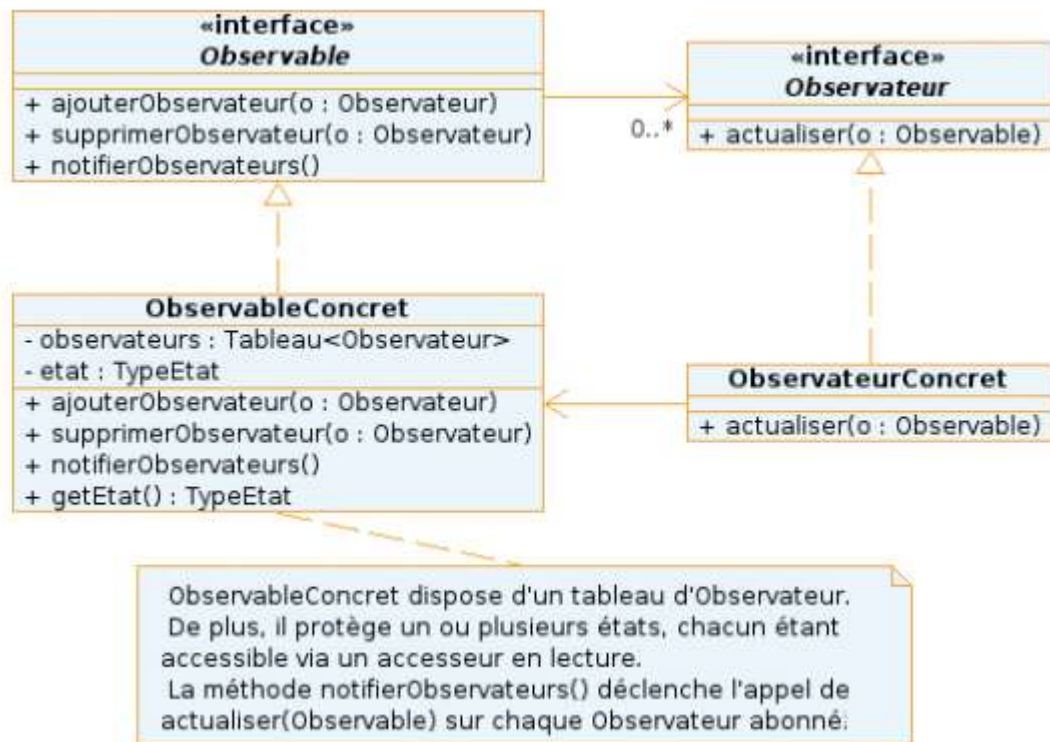 «interface»
Observable
+ ajouterObservateur(o : Observateur)
+ supprimerObservateur(o : Observateur)
+ notifierObservateurs()
0..*
«interface»
Observateur
+ actualiser(o : Observable)
ObservableConcret
- observateurs : Tableau<Observateur>
- etat : TypeEtat
+ ajouterObservateur(o : Observateur)
+ supprimerObservateur(o : Observateur)
+ notifierObservateurs()
+ getEtat() : TypeEtat
ObservateurConcret
+ actualiser(o : Observable)
ObservableConcret dispose d'un tableau d'Observateur.
De plus, il protège un ou plusieurs états, chacun étant
accessible via un accesseur en lecture.
La méthode notifierObservateurs() déclenche l'appel de
actualiser(Observable) sur chaque Observateur abonné.